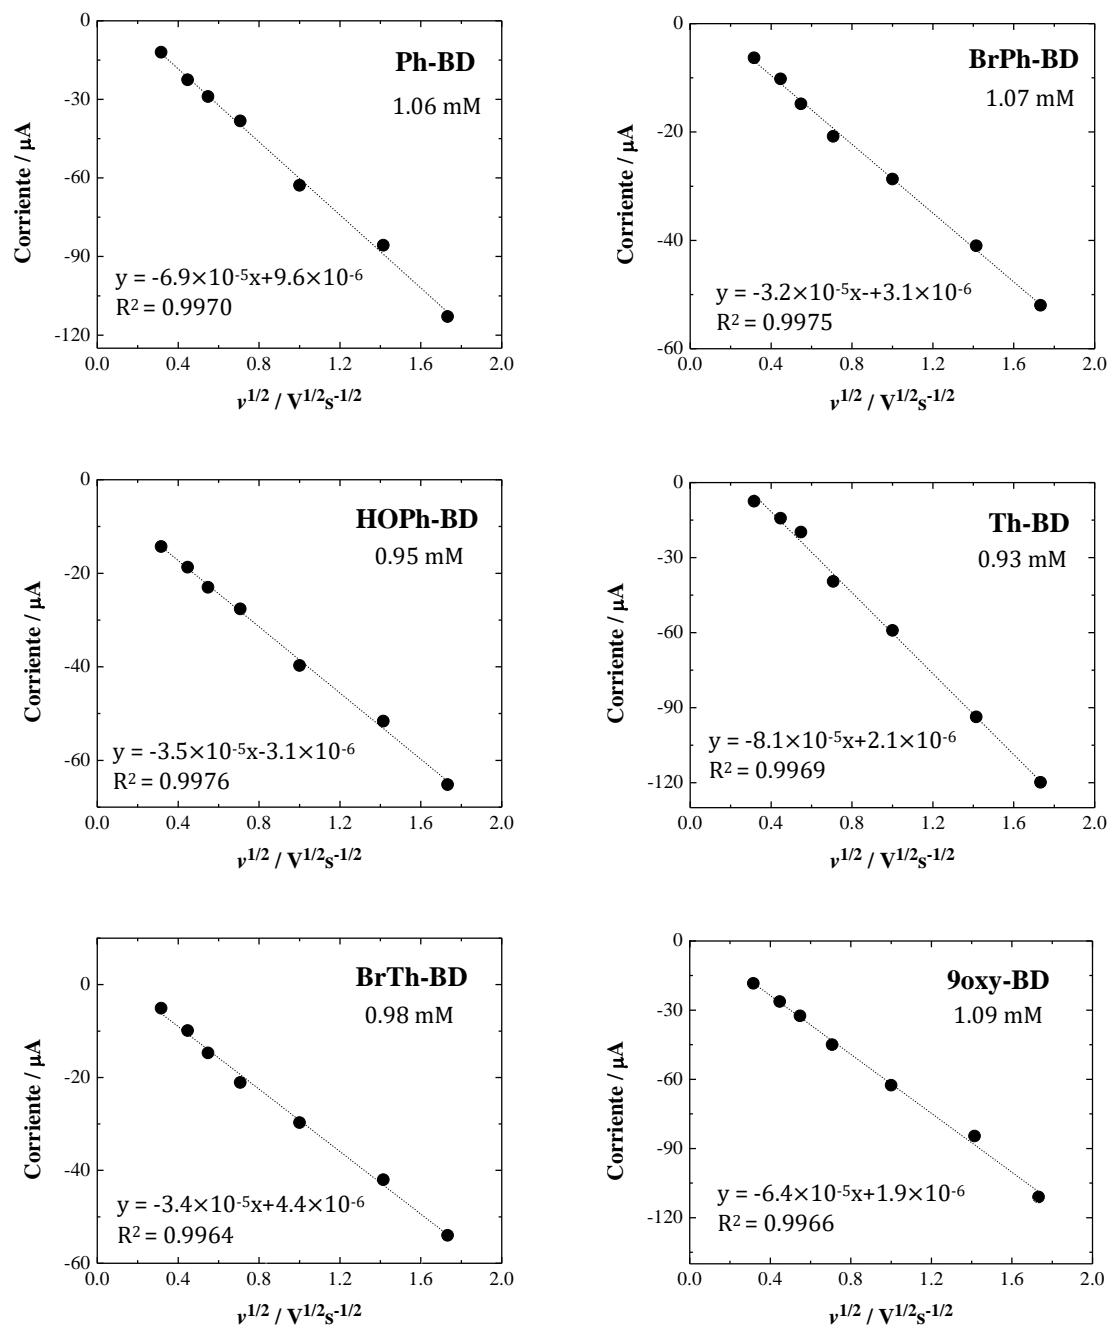 Ph-BD
1.06 mM
Corriente / μA
0
-30
-60
-90
-120
y = -6.9×10-5x+9.6×10-6
R2 = 0.9970
0.0 0.4 0.8 1.2 1.6 2.0
v1/2 / V1/2s-1/2
BrPh-BD
1.07 mM
Corriente / μA
0
-20
-40
-60
y = -3.2×10-5x-+3.1×10-6
R2 = 0.9975
0.0 0.4 0.8 1.2 1.6 2.0
v1/2 / V1/2s-1/2
HOPh-BD
0.95 mM
Corriente / μA
0
-20
-40
-60
y = -3.5×10-5x-3.1×10-6
R2 = 0.9976
0.0 0.4 0.8 1.2 1.6 2.0
v1/2 / V1/2s-1/2
Th-BD
0.93 mM
Corriente / μA
0
-30
-60
-90
-120
y = -8.1×10-5x+2.1×10-6
R2 = 0.9969
0.0 0.4 0.8 1.2 1.6 2.0
v1/2 / V1/2s-1/2
BrTh-BD
0.98 mM
Corriente / μA
0
-20
-40
-60
y = -3.4×10-5x+4.4×10-6
R2 = 0.9964
0.0 0.4 0.8 1.2 1.6 2.0
v1/2 / V1/2s-1/2
9oxy-BD
1.09 mM
Corriente / μA
0
-30
-60
-90
-120
y = -6.4×10-5x+1.9×10-6
R2 = 0.9966
0.0 0.4 0.8 1.2 1.6 2.0
v1/2 / V1/2s-1/2